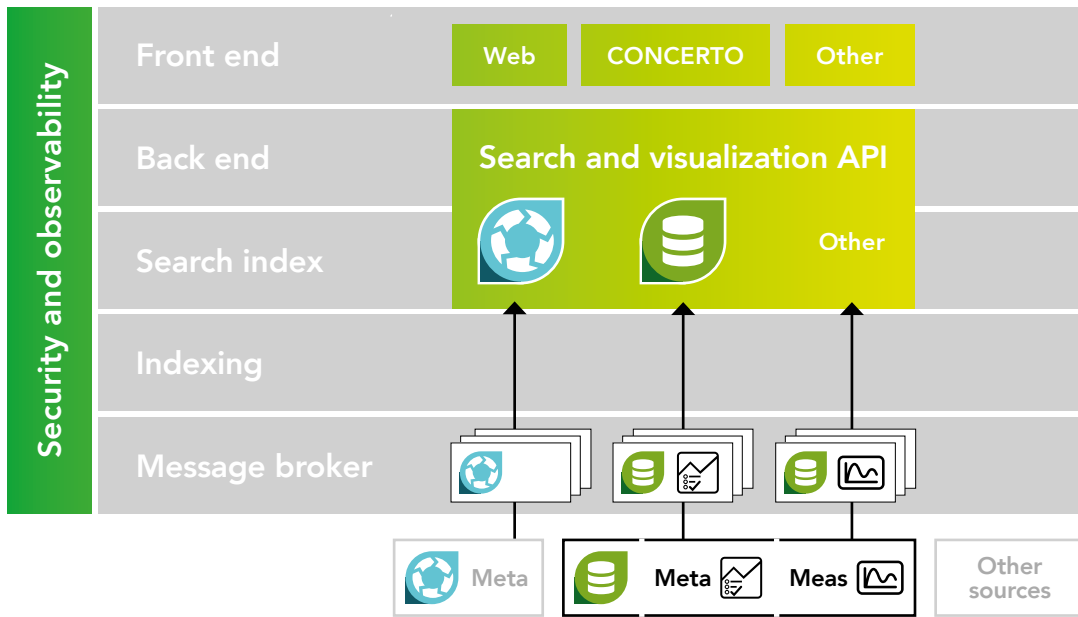 Security and observability
Front end
Web
CONCERTO
Other
Back end
Search and visualization API
Search index
Other
Indexing
Message broker
Meta
Meta
Meas
Other
sources